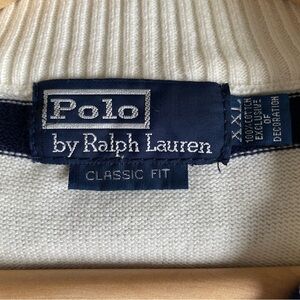 Polo
by Ralph Lauren
CLASSIC FIT
XXL
100% COTTON
EXCLUSIVE
OF
DECORATION